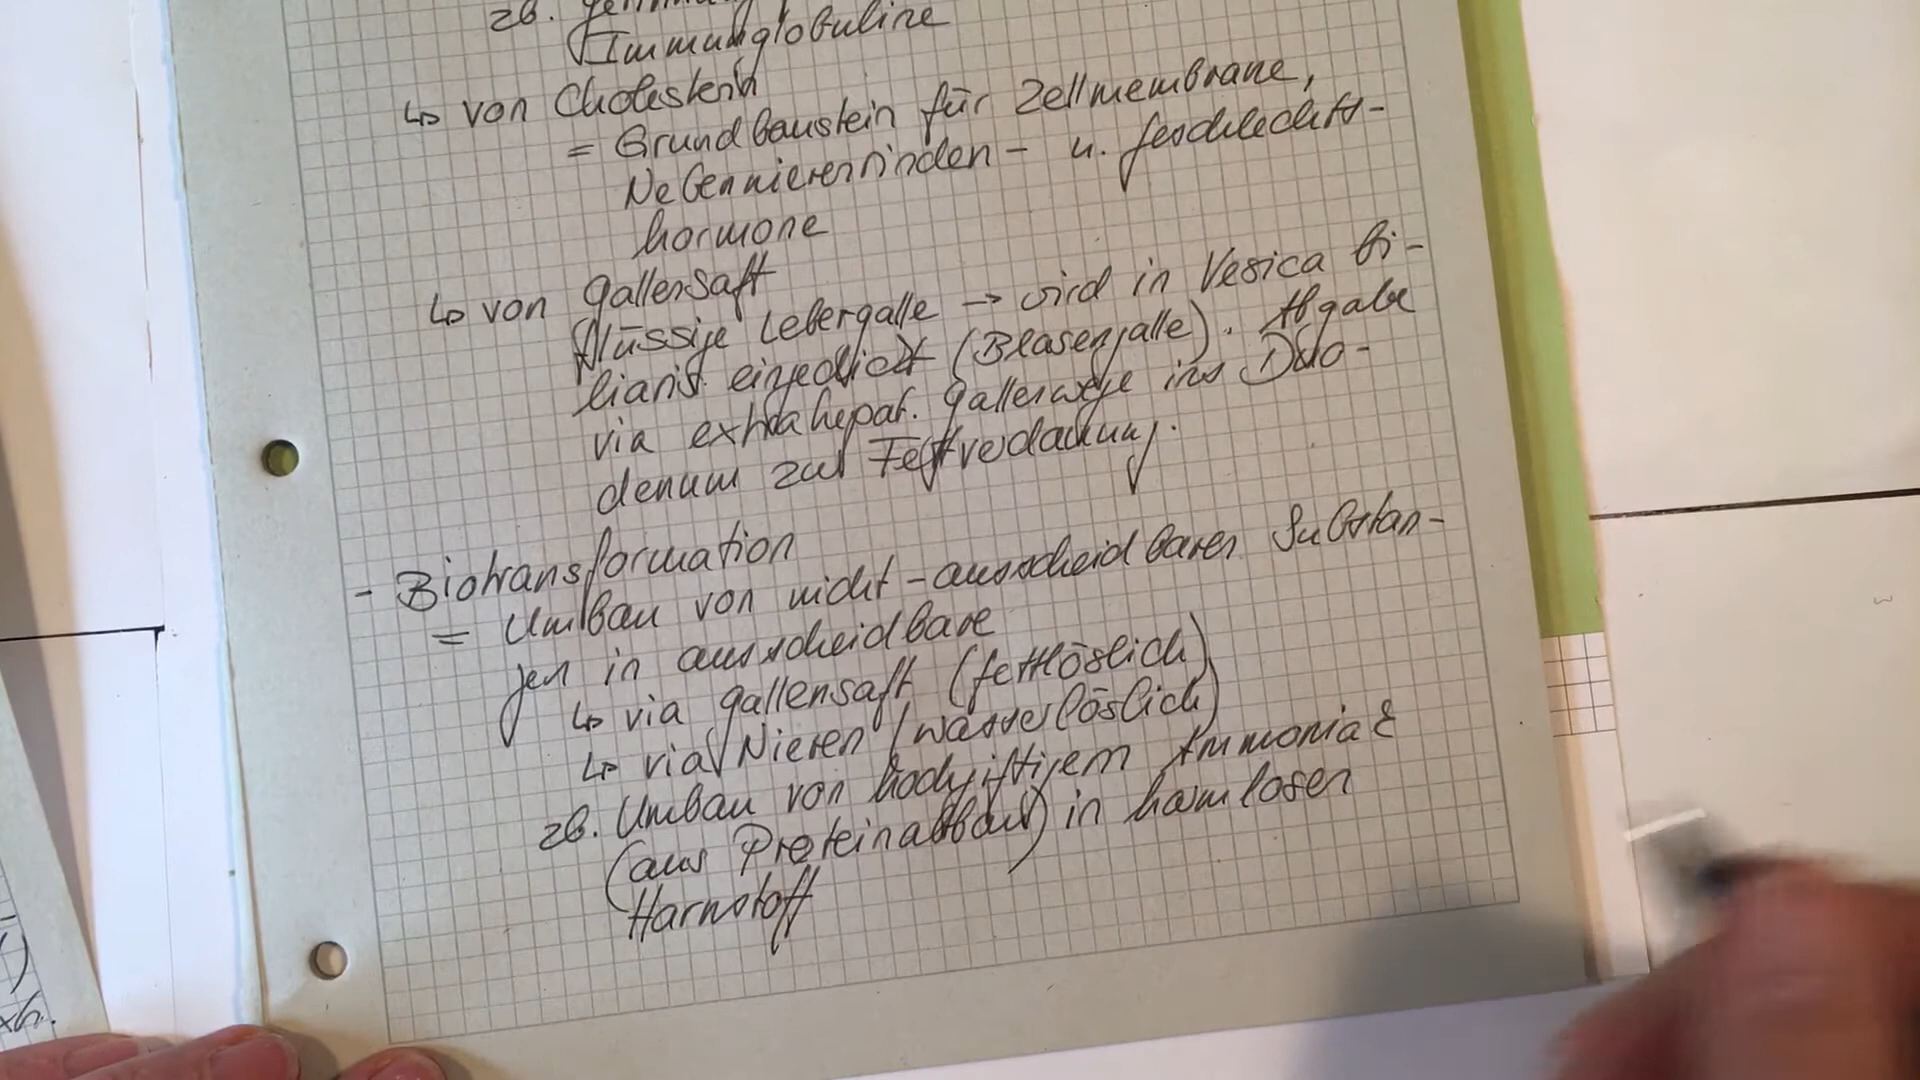 zB.
Immunglobuline
↳ von Cholesterin
= Grundbaustein für Zellmembrane,
Nebennierenrinden- u. Geschlechts-
hormone
↳ von Gallensaft
flüssige Lebergalle → wird in Vesica bi-
liaris eingedickt (Blasengalle). Abgabe
via extrahepat. Gallenwege ins Duo-
denum zur Fettverdauung.
- Biotransformation
= Umbau von nicht-ausscheidbaren Substan-
zen in ausscheidbare
↳ via Gallensaft (fettlöslich)
↳ via Nieren (wasserlöslich)
zB. Umbau von hochgiftigem Ammoniak
(aus Proteinabbau) in harmlosen
Harnstoff